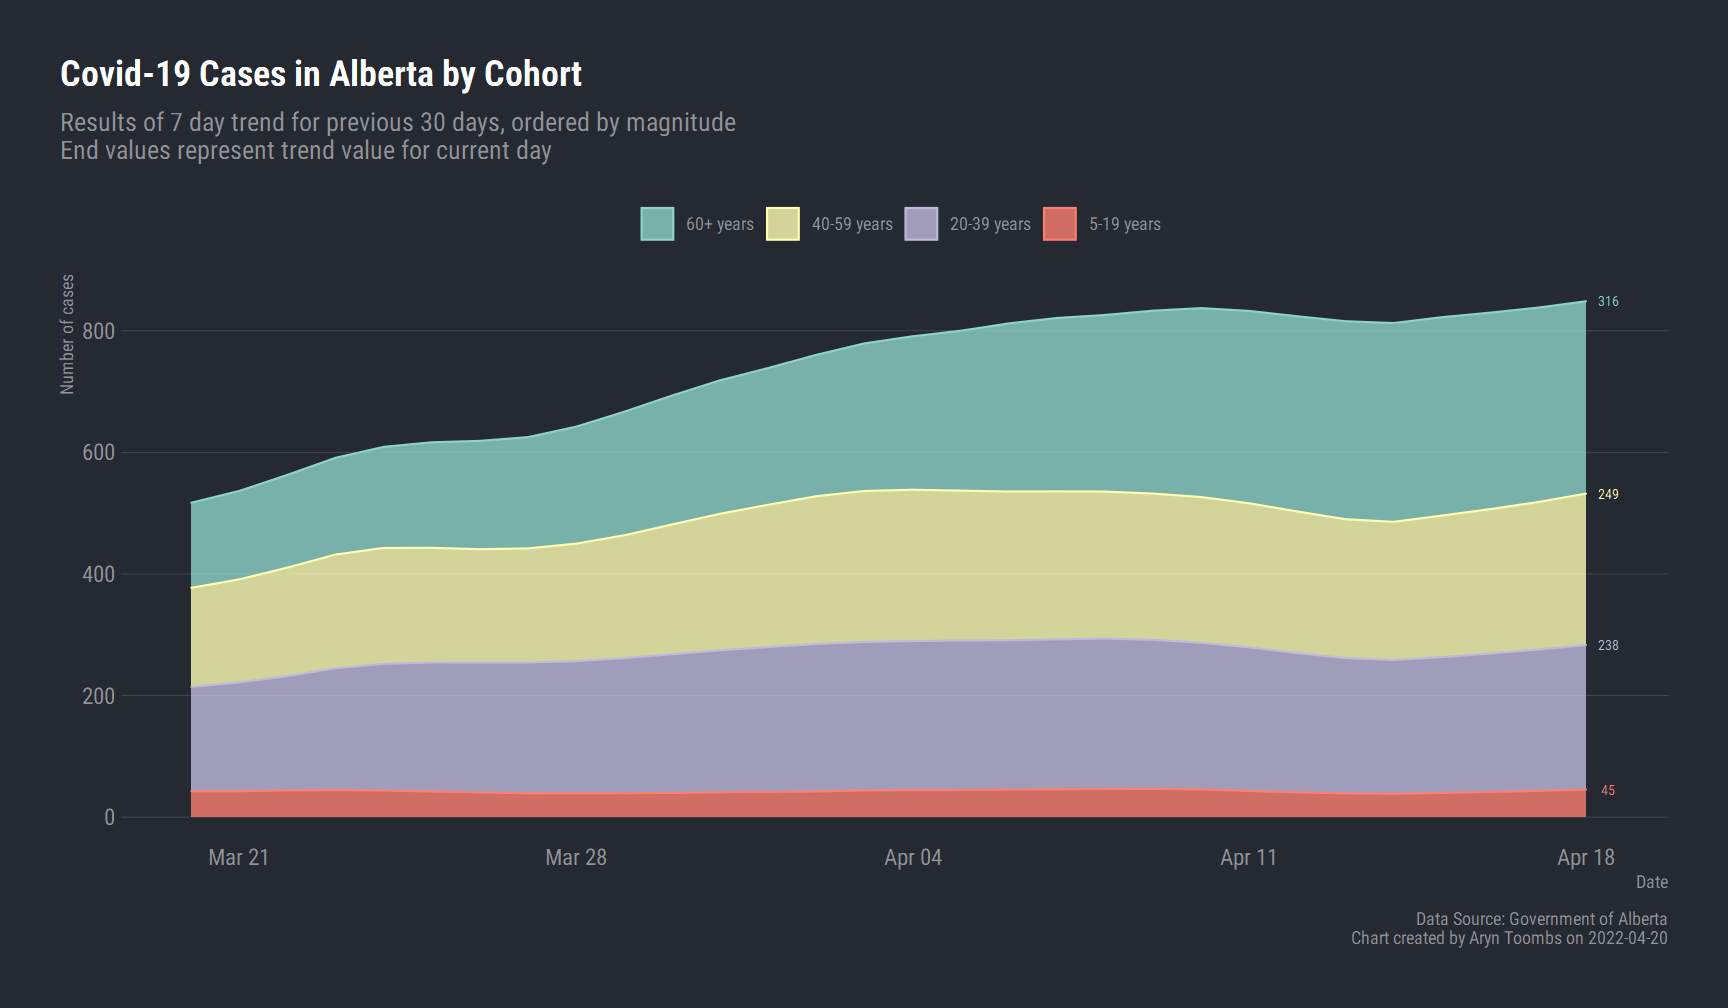 Covid-19 Cases in Alberta by Cohort
Results of 7 day trend for previous 30 days, ordered by magnitude
End values represent trend value for current day
60+ years
40-59 years
20-39 years
5-19 years
Number of cases
800
600
400
200
0
316
249
238
45
Mar 21
Mar 28
Apr 04
Apr 11
Apr 18
Date
Data Source: Government of Alberta
Chart created by Aryn Toombs on 2022-04-20